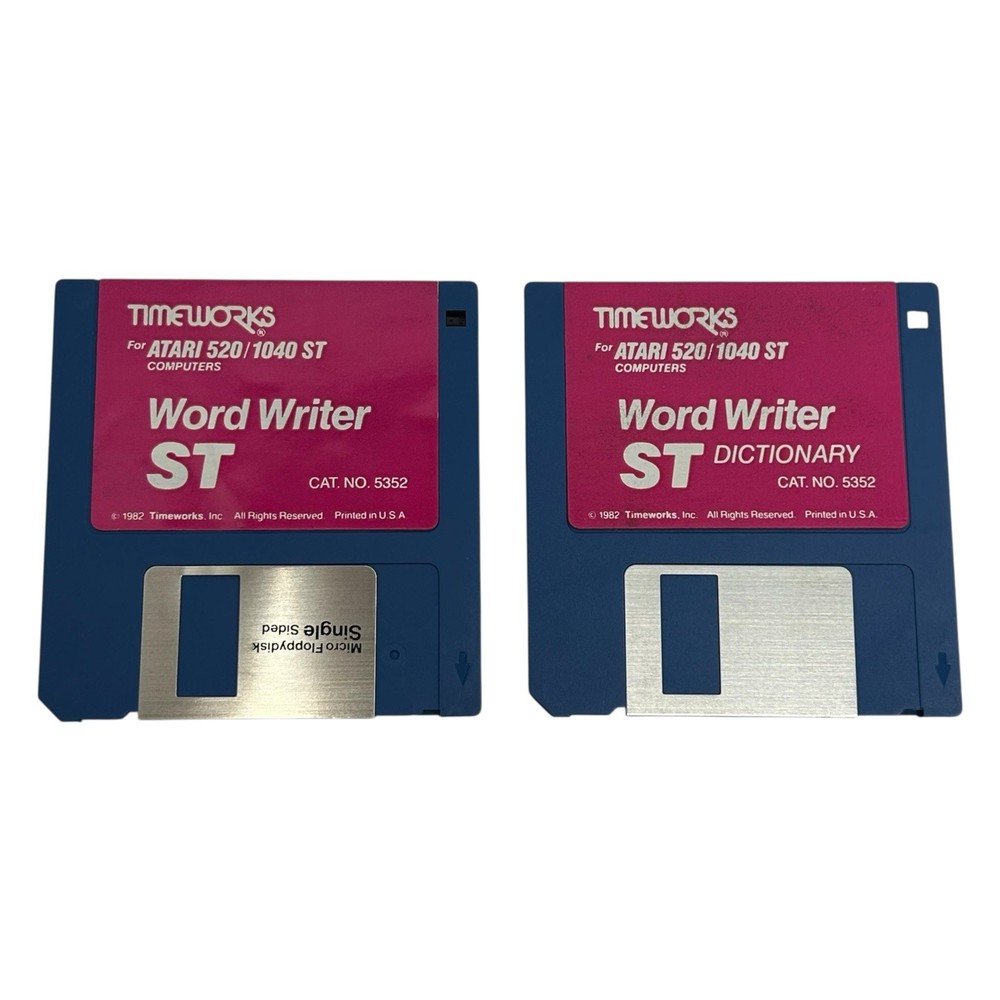 TIMEWORKS®
For ATARI 520/1040 ST
COMPUTERS
Word Writer
ST
CAT. NO. 5352
© 1982 Timeworks, Inc. All Rights Reserved. Printed in U.S.A.
Micro Floppydisk
Single Sided
TIMEWORKS®
For ATARI 520/1040 ST
COMPUTERS
Word Writer
ST DICTIONARY
CAT. NO. 5352
© 1982 Timeworks, Inc. All Rights Reserved. Printed in U.S.A.